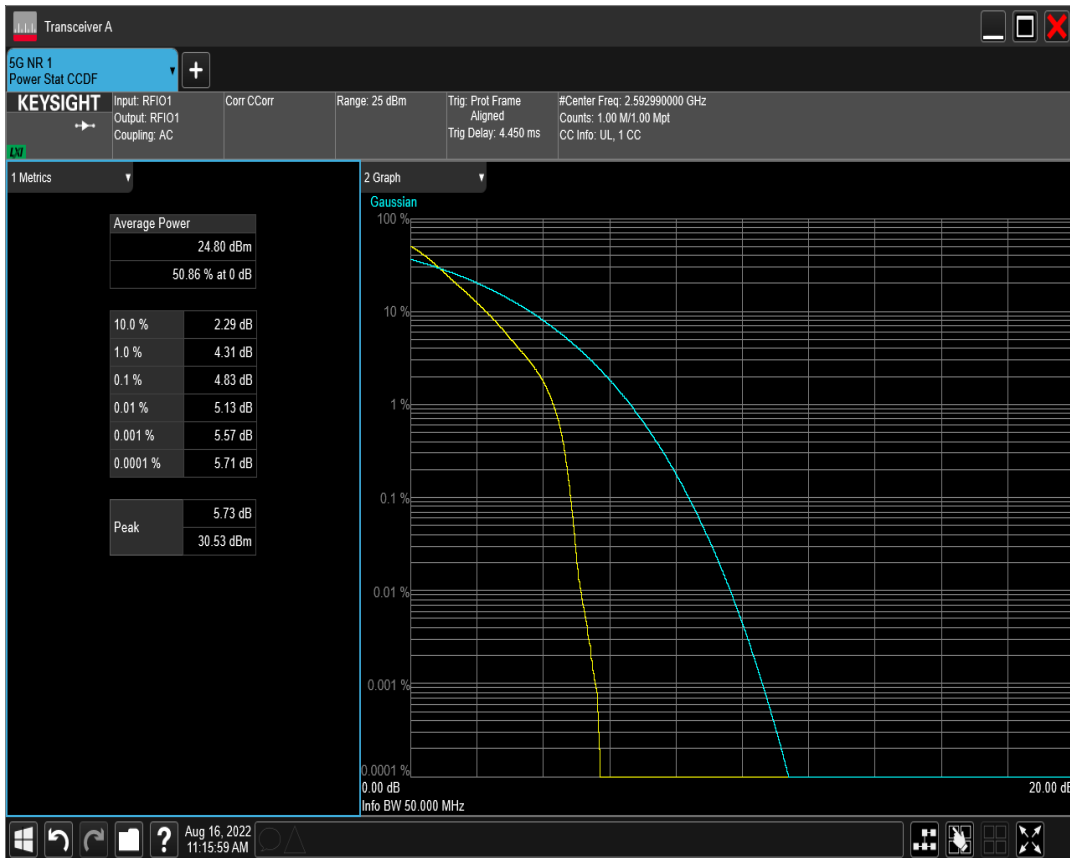 Transceiver A
5G NR 1
Power Stat CCDF
KEYSIGHT
LXI
Input: RFIO1
Output: RFIO1
Coupling: AC
Corr CCorr
Range: 25 dBm
Trig: Prot Frame
Aligned
Trig Delay: 4.450 ms
#Center Freq: 2.592990000 GHz
Counts: 1.00 M/1.00 Mpt
CC Info: UL, 1 CC
1 Metrics
Average Power
24.80 dBm
50.86 % at 0 dB
10.0 % 2.29 dB
1.0 % 4.31 dB
0.1 % 4.83 dB
0.01 % 5.13 dB
0.001 % 5.57 dB
0.0001 % 5.71 dB
Peak 5.73 dB
30.53 dBm
2 Graph
Gaussian
100 %
10 %
1 %
0.1 %
0.01 %
0.001 %
0.0001 %
0.00 dB 20.00 dB
Info BW 50.000 MHz
Aug 16, 2022
11:15:59 AM